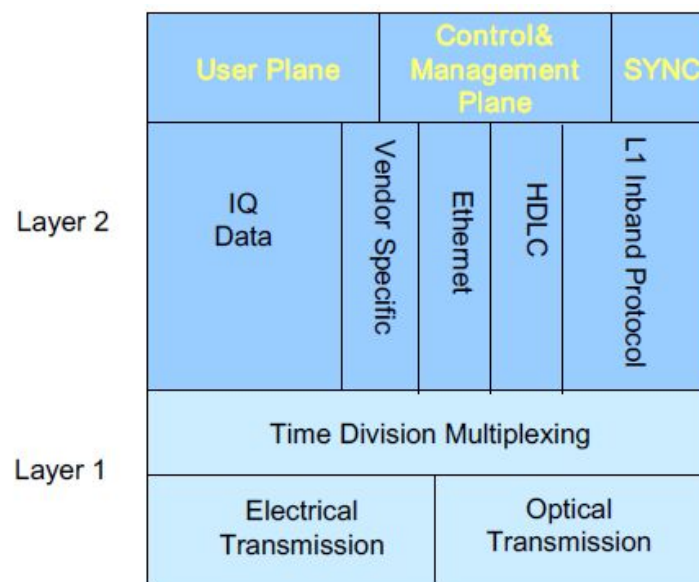 User Plane
Control&
Management
Plane
SYNC
Layer 2
IQ
Data
Vendor Specific
Ethernet
HDLC
L1 Inband Protocol
Layer 1
Time Division Multiplexing
Electrical
Transmission
Optical
Transmission